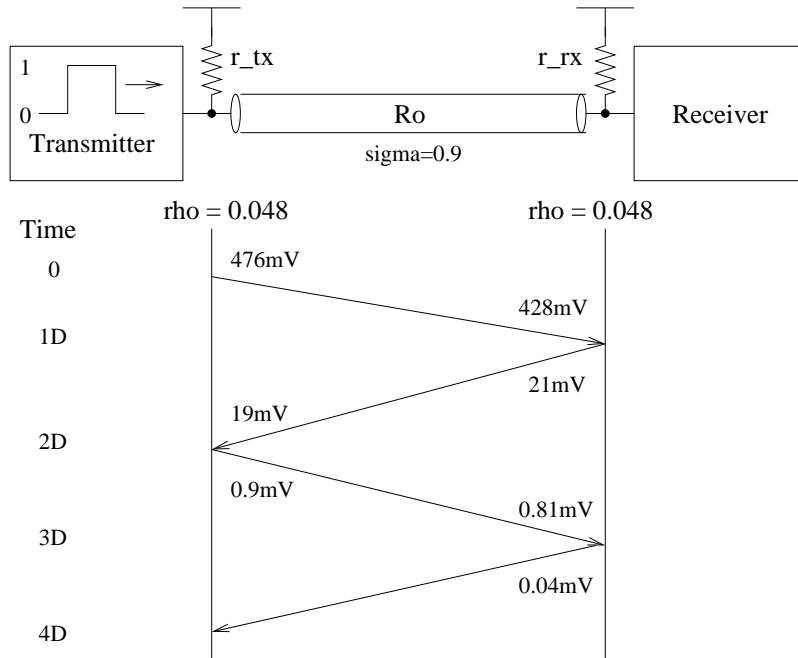 r_tx
r_rx
1
0
Transmitter
Ro
Receiver
sigma=0.9
rho = 0.048
rho = 0.048
Time
0
476mV
428mV
1D
21mV
19mV
2D
0.9mV
0.81mV
3D
0.04mV
4D